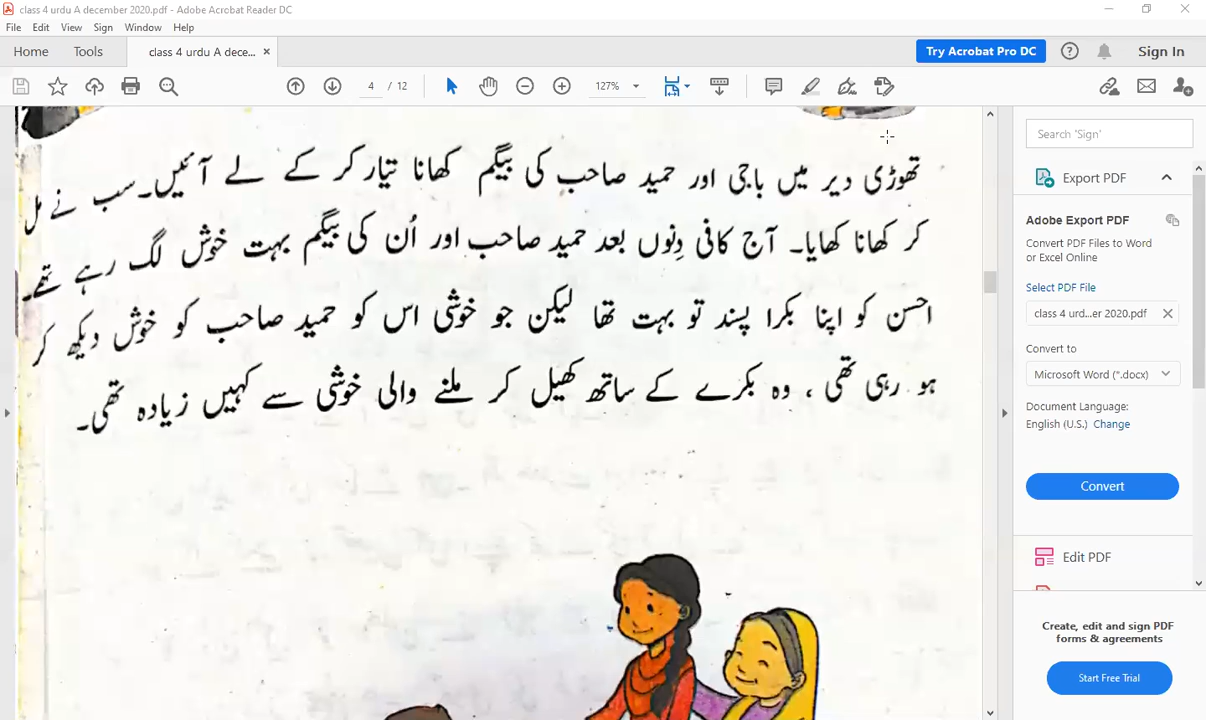 class 4 urdu A december 2020.pdf - Adobe Acrobat Reader DC
File Edit View Sign Window Help
Home Tools class 4 urdu A dece... × Try Acrobat Pro DC Sign In
4 / 12 127%
تھوڑی دیر میں باجی اور حمید صاحب کی بیگم کھانا تیار کر کے لے آئیں۔ سب نے مل
کر کھانا کھایا۔ آج کافی دِنوں بعد حمید صاحب اور اُن کی بیگم بہت خوش لگ رہے تھے۔
احسن کو اپنا بکرا پسند تو بہت تھا لیکن جو خوشی اس کو حمید صاحب کو خوش دیکھ کر
ہو رہی تھی ، وہ بکرے کے ساتھ کھیل کر ملنے والی خوشی سے کہیں زیادہ تھی۔
Search 'Sign'
Export PDF
Adobe Export PDF
Convert PDF Files to Word
or Excel Online
Select PDF File
class 4 urd...er 2020.pdf ×
Convert to
Microsoft Word (*.docx)
Document Language:
English (U.S.) Change
Convert
Edit PDF
Create, edit and sign PDF
forms & agreements
Start Free Trial